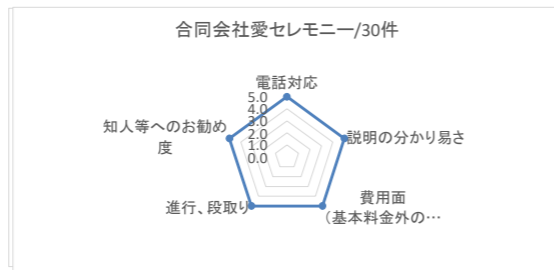 合同会社愛セレモニー/30件
電話対応
5.0
4.0
3.0
2.0
1.0
0.0
説明の分かり易さ
費用面
(基本料金外の…
進行、段取り
知人等へのお勧め
度